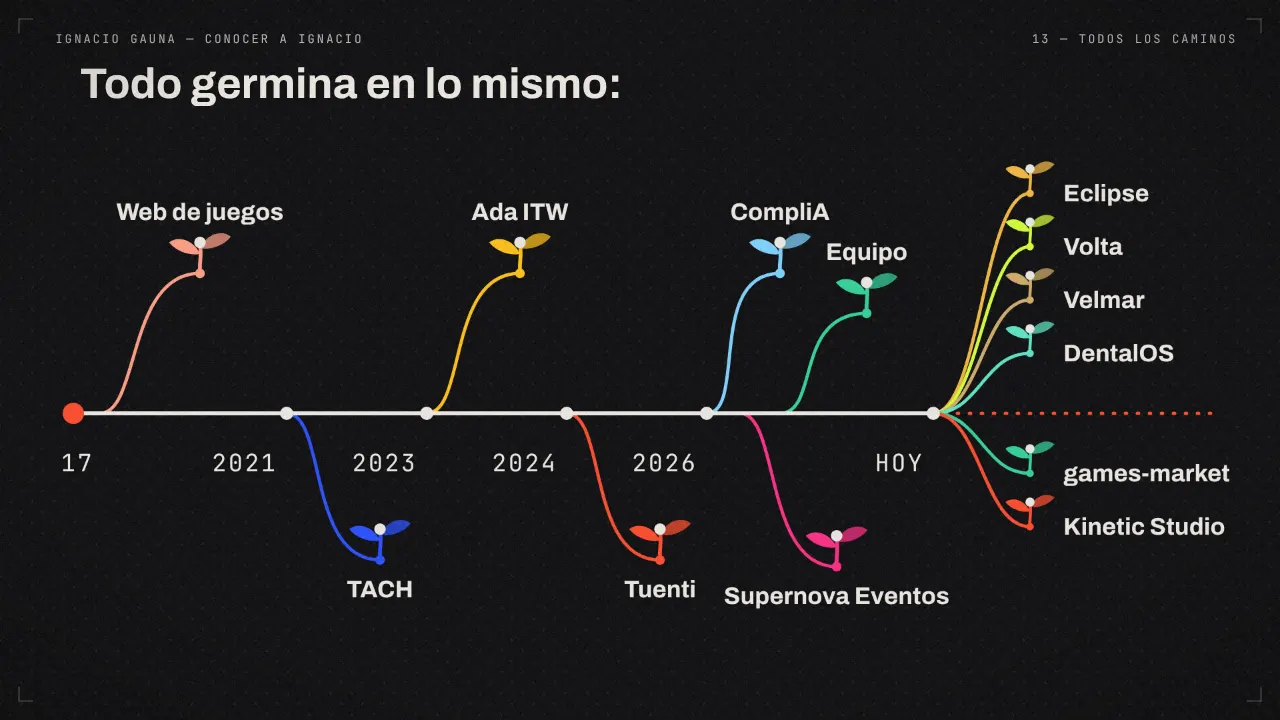 IGNACIO GAUNA — CONOCER A IGNACIO
13 — TODOS LOS CAMINOS
Todo germina en lo mismo:
Web de juegos
Ada ITW
CompliA
Equipo
Eclipse
Volta
Velmar
DentalOS
17
2021
2023
2024
2026
HOY
games-market
Kinetic Studio
TACH
Tuenti
Supernova Eventos